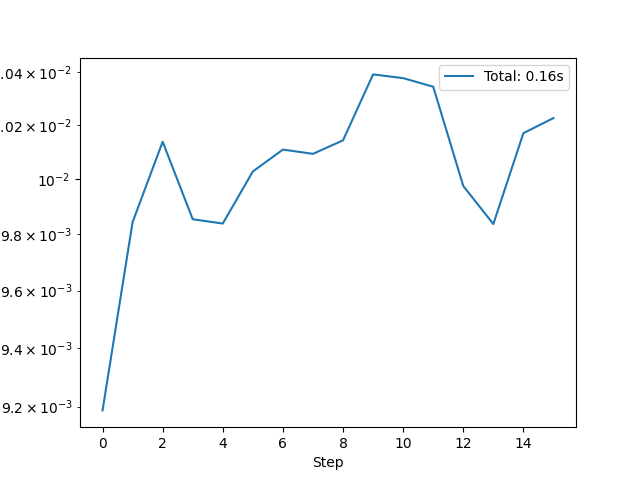 Total: 0.16s
.04 × 10⁻²
.02 × 10⁻²
10⁻²
9.8 × 10⁻³
9.6 × 10⁻³
9.4 × 10⁻³
9.2 × 10⁻³
0 2 4 6 8 10 12 14
Step